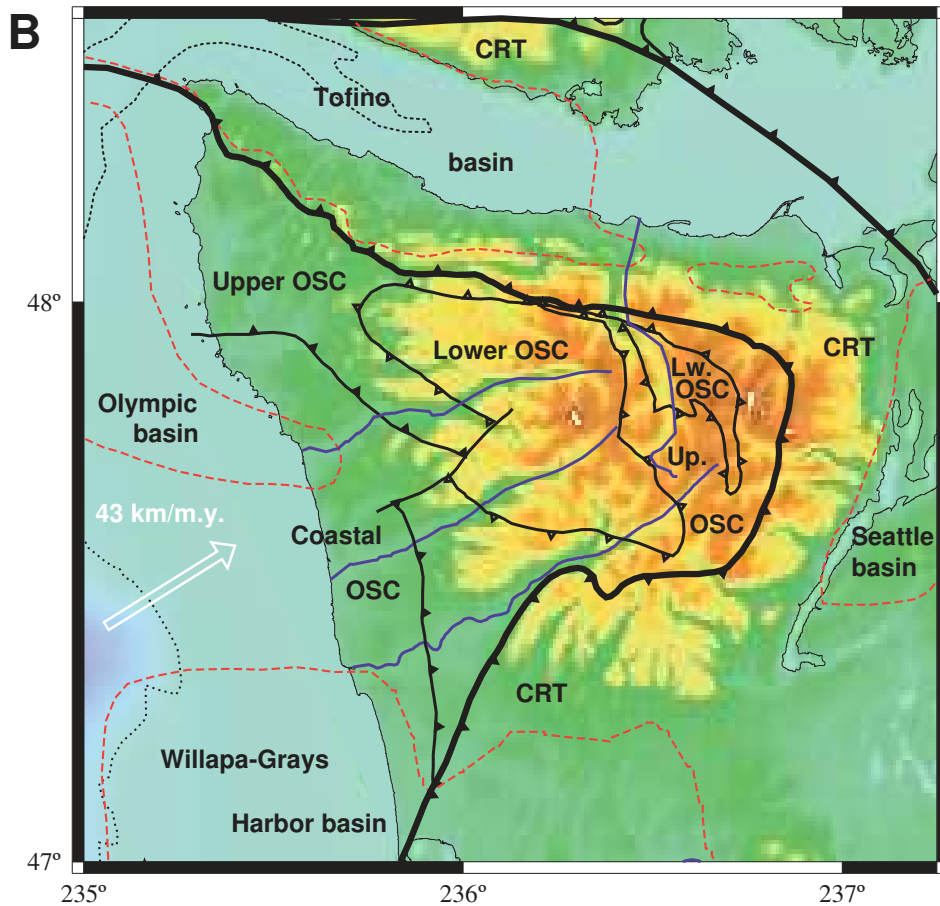 B
CRT
Tofino
basin
Upper OSC
48º
Lower OSC
CRT
Lw.
OSC
Olympic
basin
Up.
43 km/m.y.
OSC
Coastal
Seattle
basin
OSC
CRT
Willapa-Grays
Harbor basin
47º
235º
236º
237º